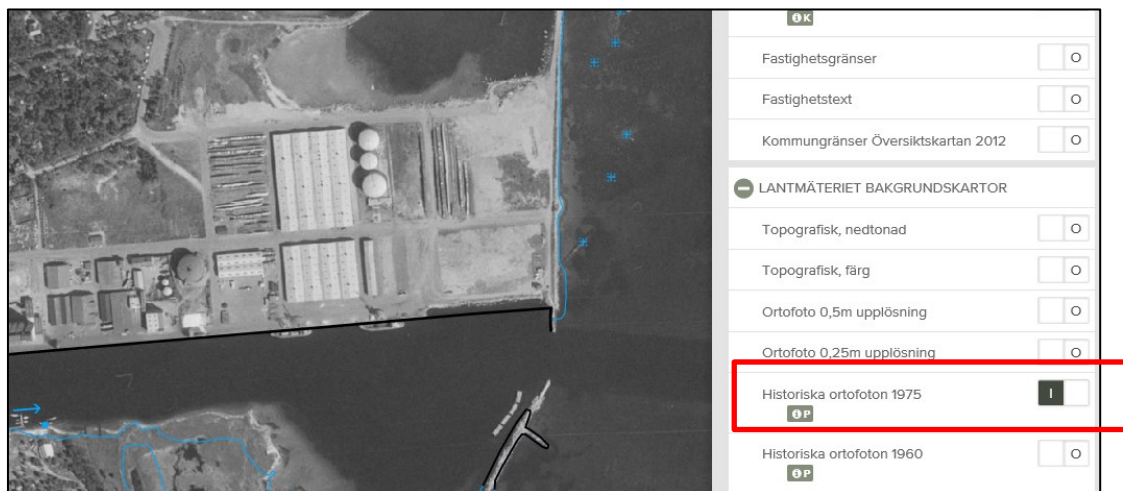 K
Fastighetsgränser
O
Fastighetstext
O
Kommungränser Översiktskartan 2012
O
LANTMÄTERIET BAKGRUNDSKARTOR
Topografisk, nedtonad
O
Topografisk, färg
O
Ortofoto 0,5m upplösning
O
Ortofoto 0,25m upplösning
O
Historiska ortofoton 1975
I
P
Historiska ortofoton 1960
O
P